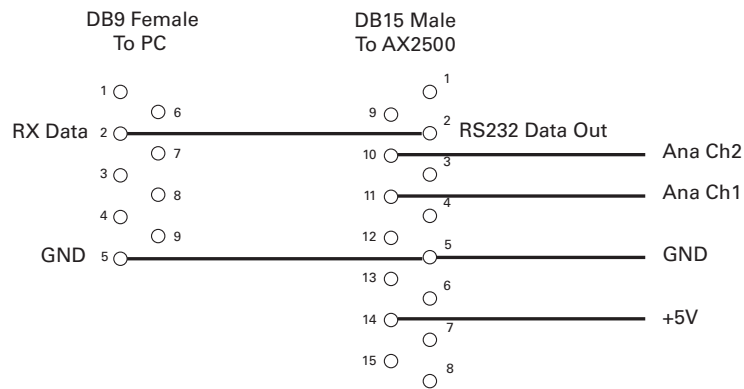 DB9 Female
To PC
DB15 Male
To AX2500
1
1
6
9
RX Data 2
2 RS232 Data Out
7
10
Ana Ch2
3
3
8
11
Ana Ch1
4
4
9
12
GND 5
5
GND
13
6
14
+5V
7
15
8